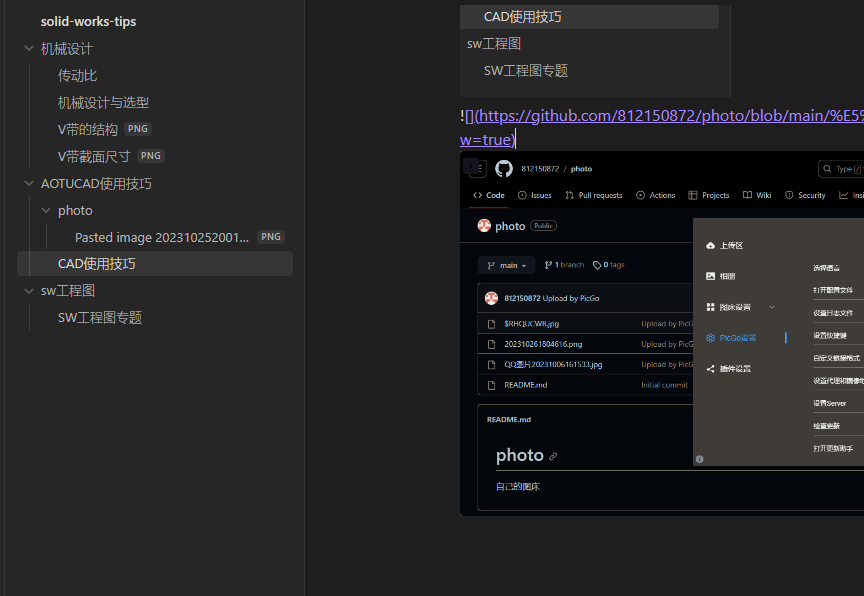 solid-works-tips
机械设计
传动比
机械设计与选型
V带的结构 PNG
V带截面尺寸 PNG
AOTUCAD使用技巧
photo
Pasted image 202310252001... PNG
CAD使用技巧
sw工程图
SW工程图专题
CAD使用技巧
sw工程图
SW工程图专题
![](https://github.com/812150872/photo/blob/main/%E5%
w=true)
812150872 / photo
Type /
Code Issues Pull requests Actions Projects Wiki Security Insi
photo Public
main 1 branch 0 tags
812150872 Upload by PicGo
$RHQUCWB.jpg Upload by PicG
202310261804616.png Upload by PicG
QQ图片20231006161533.jpg Upload by PicG
README.md Initial commit
README.md
photo
自己的图床
上传区
相册
图床设置
PicGo设置
插件设置
选择语言
打开配置文件
设置日志文件
设置快捷键
自定义链接格式
设置代理和镜像地
设置Server
检查更新
打开更新助手